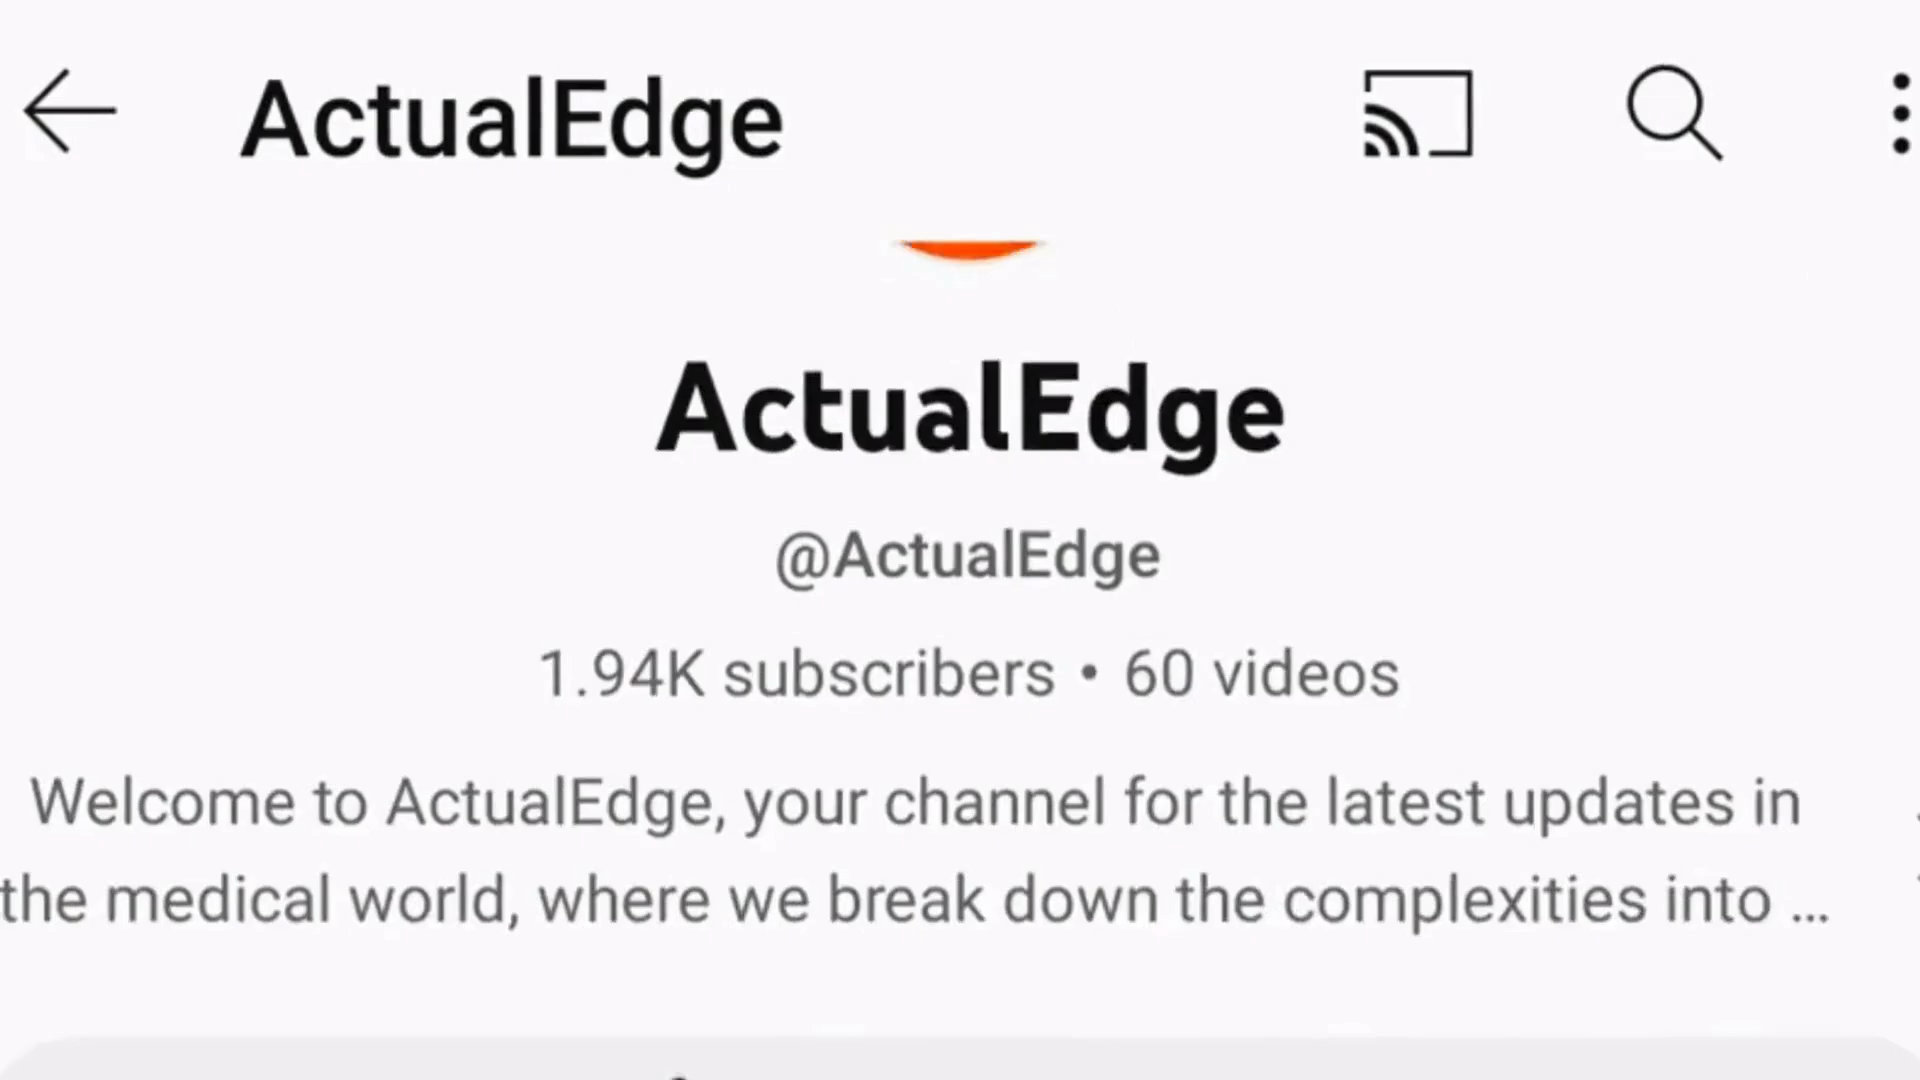 ActualEdge
ActualEdge
@ActualEdge
1.94K subscribers • 60 videos
Welcome to ActualEdge, your channel for the latest updates in
the medical world, where we break down the complexities into ...